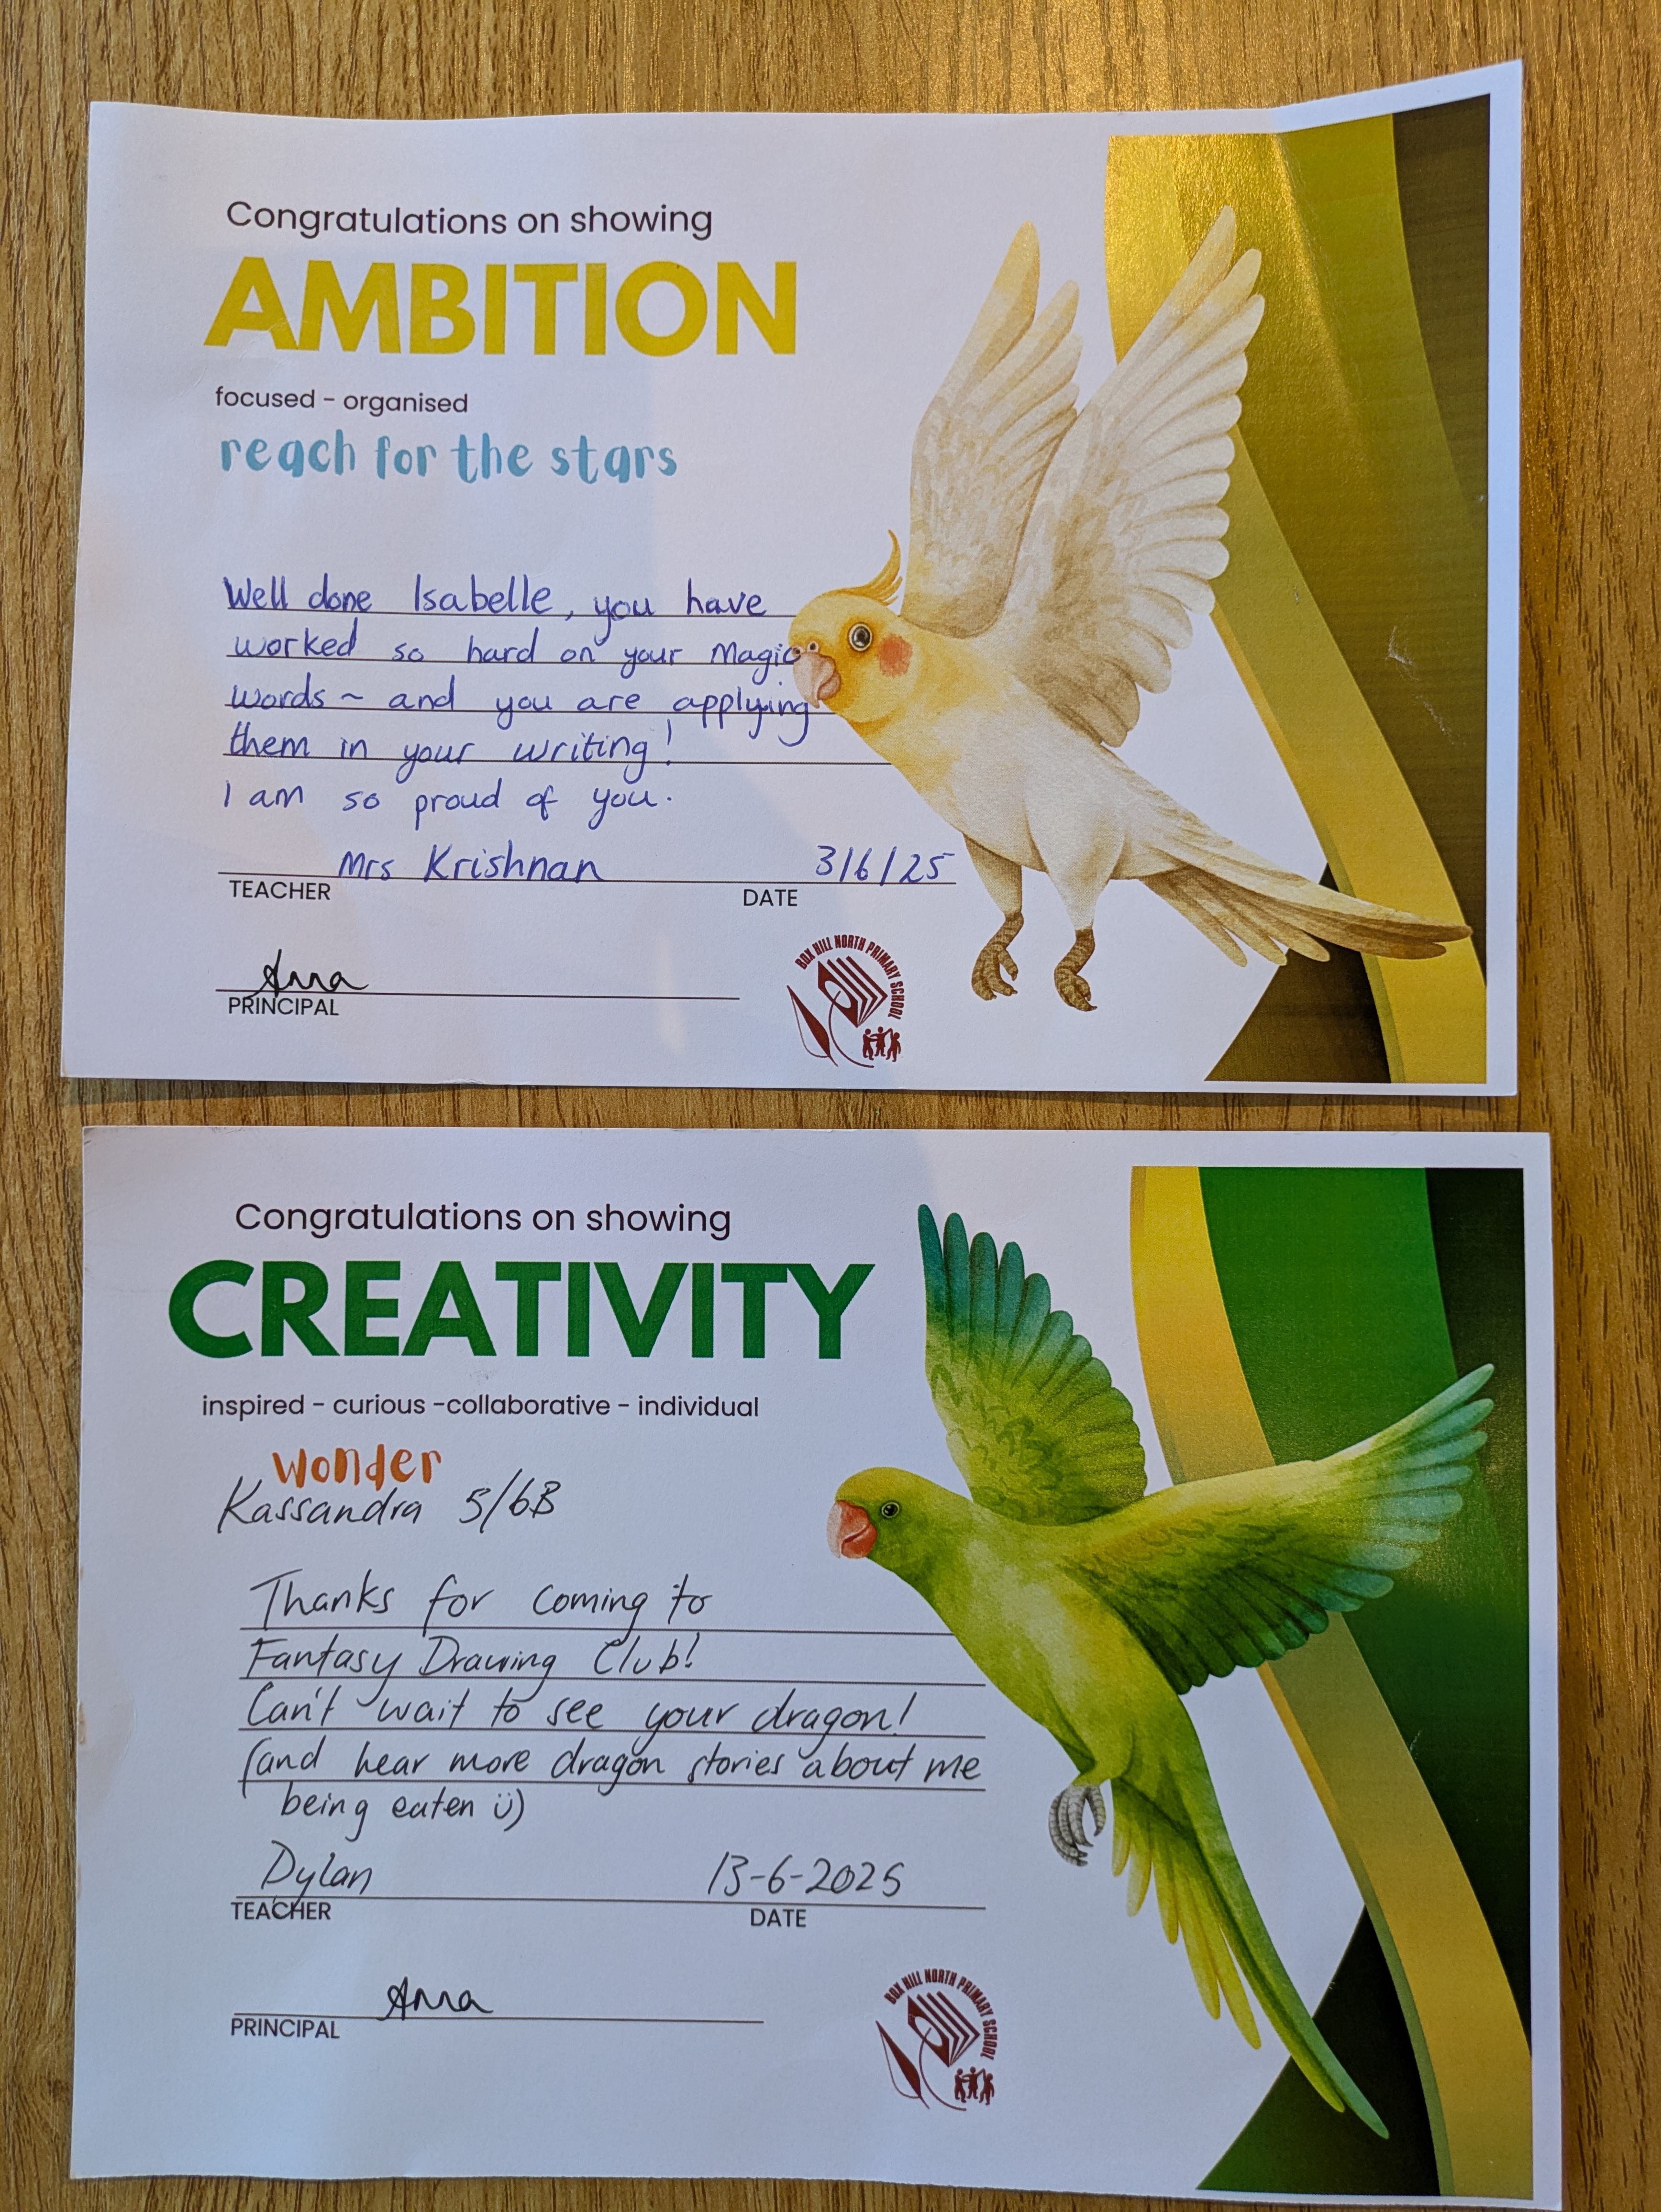 Congratulations on showing
AMBITION
focused - organised
reach for the stars
Well done Isabelle, you have
worked so hard on your Magic
words ~ and you are applying
them in your writing!
I am so proud of you.
Mrs Krishnan 3/6/25
TEACHER DATE
Anna
PRINCIPAL
BOX HILL NORTH PRIMARY SCHOOL
Congratulations on showing
CREATIVITY
inspired - curious -collaborative - individual
wonder
Kassandra 5/6B
Thanks for coming to
Fantasy Drawing Club!
Can't wait to see your dragon!
(and hear more dragon stories about me
being eaten ü)
Dylan 13-6-2025
TEACHER DATE
Anna
PRINCIPAL
BOX HILL NORTH PRIMARY SCHOOL